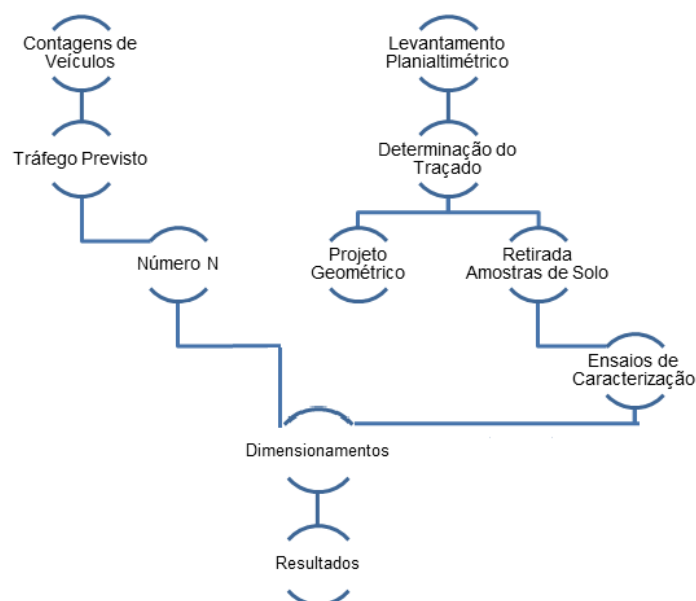 Contagens de
Veículos
Levantamento
Planialtimétrico
Tráfego Previsto
Determinação do
Traçado
Número N
Projeto
Geométrico
Retirada
Amostras de Solo
Ensaios de
Caracterização
Dimensionamentos
Resultados